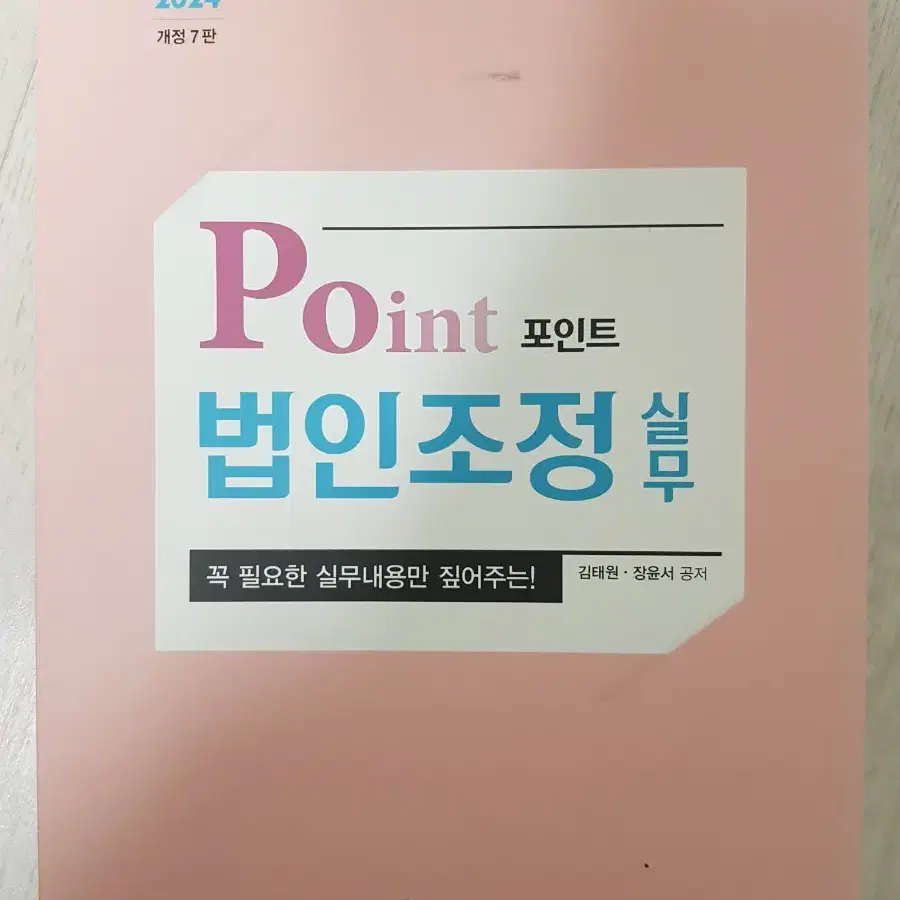 2024
개정 7 판
Point 포인트
법인조정 실무
꼭 필요한 실무내용만 짚어주는!
김태원 · 장윤서 공저